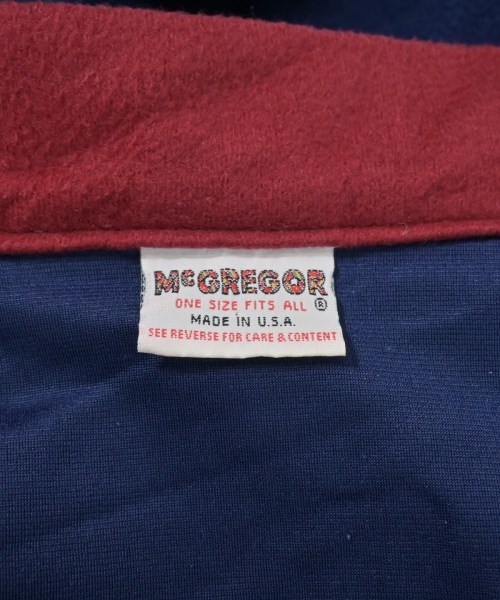 McGREGOR
ONE SIZE FITS ALL ®
MADE IN U.S.A.
SEE REVERSE FOR CARE & CONTENT